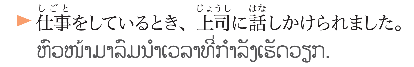 ▶仕事をしているとき、上司に話しかけられました。
ຫົວໜ້າມາລົມນຳເວລາທີ່ກຳລັງເຮັດວຽກ.